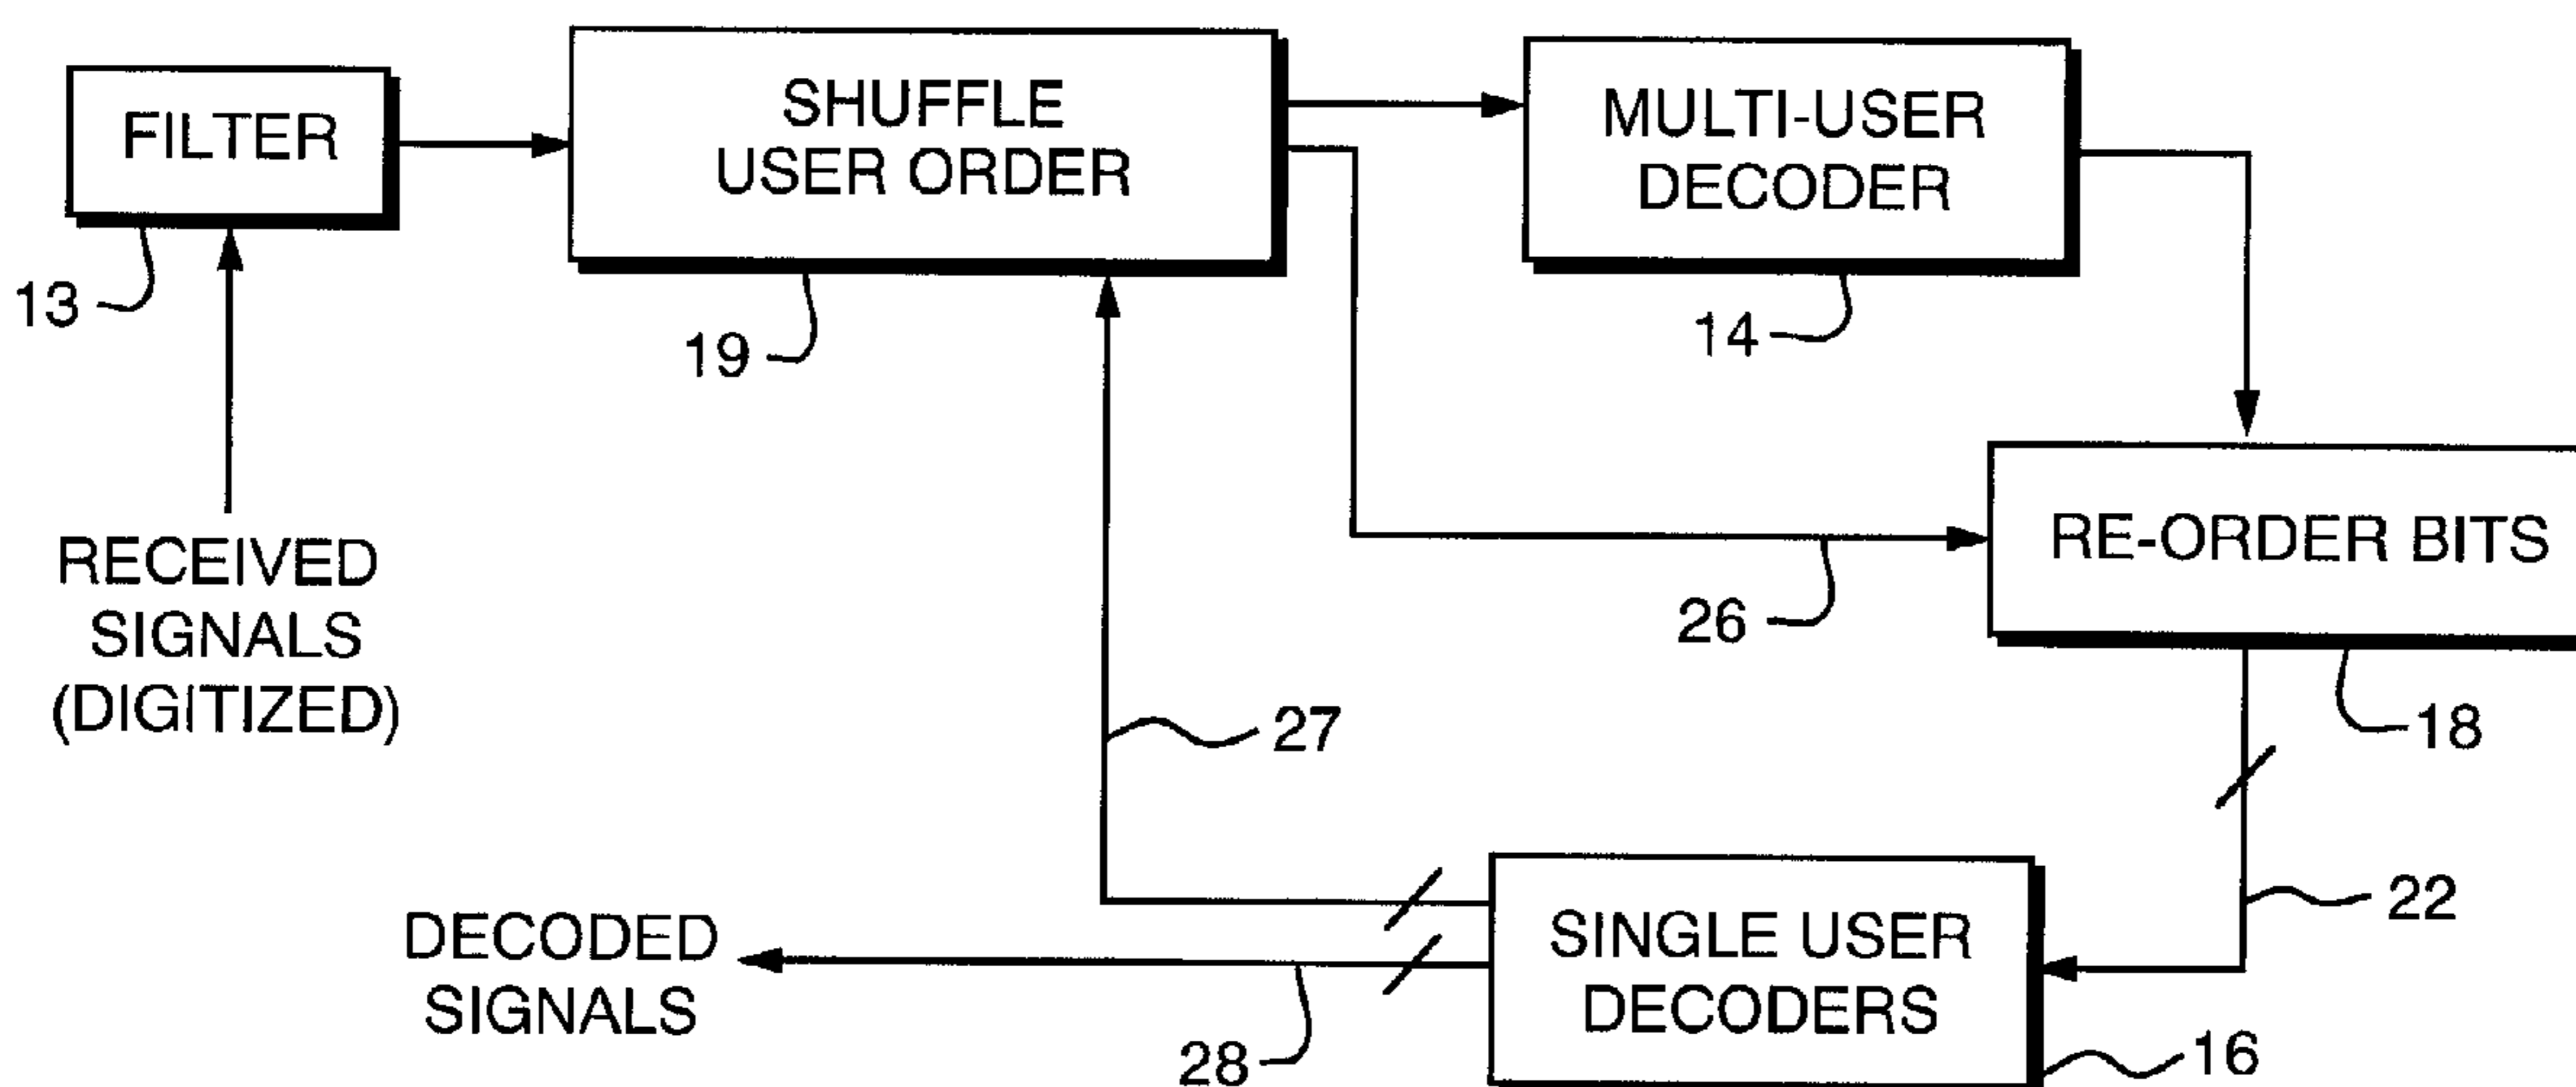 FILTER
SHUFFLE
USER ORDER
MULTI-USER
DECODER
13
19
14
RECEIVED
SIGNALS
(DIGITIZED)
26
RE-ORDER BITS
27
18
22
DECODED
SIGNALS
SINGLE USER
DECODERS
28
16